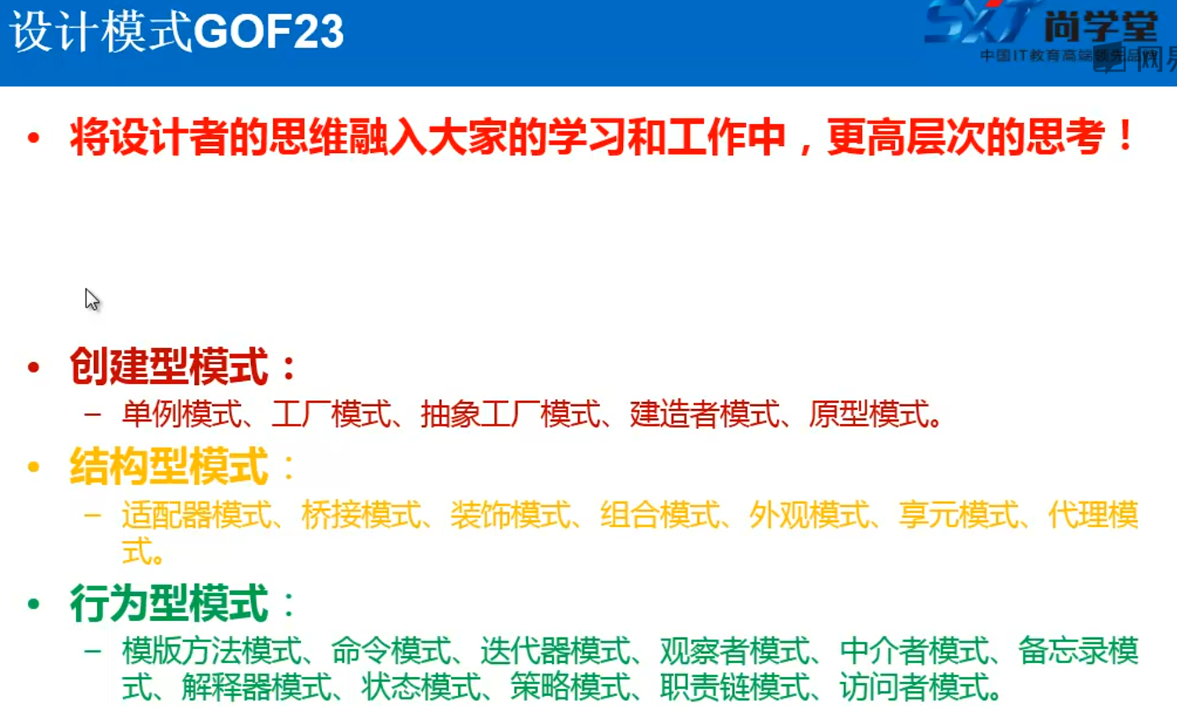 设计模式GOF23
SXT 尚学堂
中国IT教育高端领先品牌
网易
• 将设计者的思维融入大家的学习和工作中，更高层次的思考！
• 创建型模式：
– 单例模式、工厂模式、抽象工厂模式、建造者模式、原型模式。
• 结构型模式：
– 适配器模式、桥接模式、装饰模式、组合模式、外观模式、享元模式、代理模
式。
• 行为型模式：
– 模版方法模式、命令模式、迭代器模式、观察者模式、中介者模式、备忘录模
式、解释器模式、状态模式、策略模式、职责链模式、访问者模式。